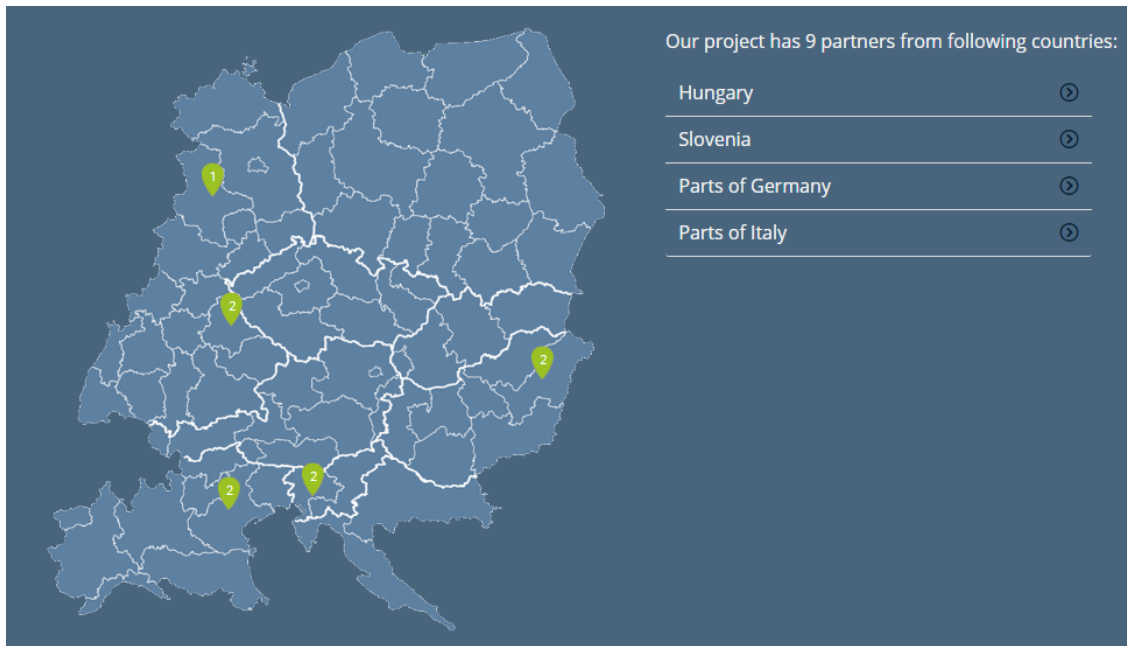 Our project has 9 partners from following countries:
Hungary
Slovenia
Parts of Germany
Parts of Italy
1
2
2
2
2